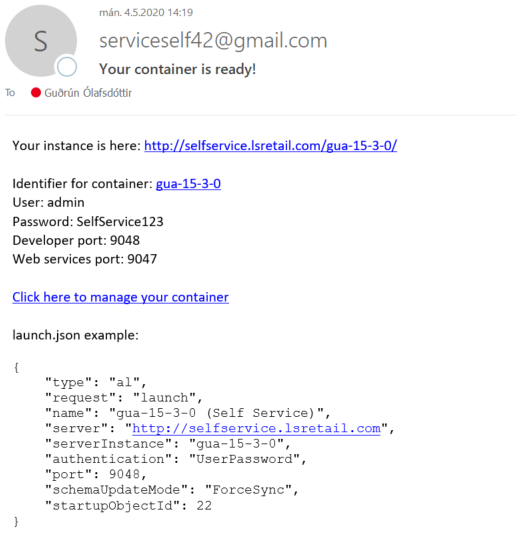 S
mán. 4.5.2020 14:19
serviceself42@gmail.com
Your container is ready!
To Guðrún Ólafsdóttir
Your instance is here: http://selfservice.lsretail.com/gua-15-3-0/
Identifier for container: gua-15-3-0
User: admin
Password: SelfService123
Developer port: 9048
Web services port: 9047
Click here to manage your container
launch.json example:
{
    "type": "al",
    "request": "launch",
    "name": "gua-15-3-0 (Self Service)",
    "server": "http://selfservice.lsretail.com",
    "serverInstance": "gua-15-3-0",
    "authentication": "UserPassword",
    "port": 9048,
    "schemaUpdateMode": "ForceSync",
    "startupObjectId": 22
}